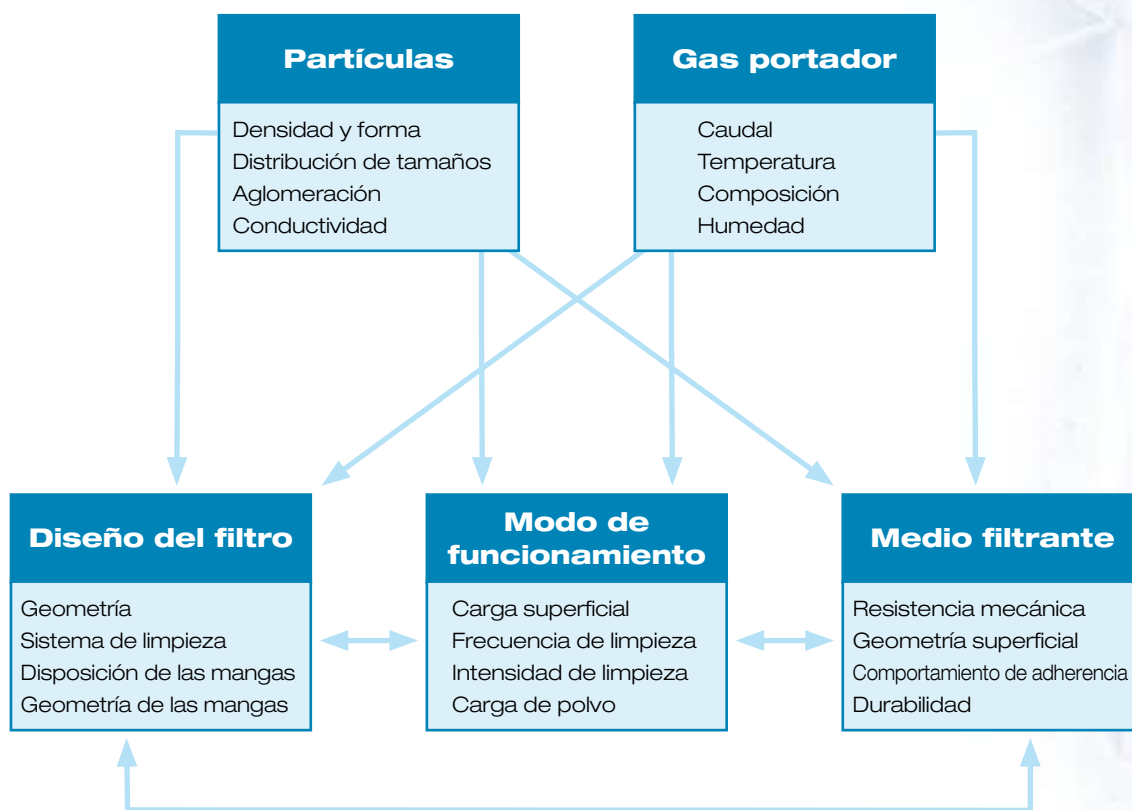 Partículas
Densidad y forma
Distribución de tamaños
Aglomeración
Conductividad
Gas portador
Caudal
Temperatura
Composición
Humedad
Diseño del filtro
Geometría
Sistema de limpieza
Disposición de las mangas
Geometría de las mangas
Modo de
funcionamiento
Carga superficial
Frecuencia de limpieza
Intensidad de limpieza
Carga de polvo
Medio filtrante
Resistencia mecánica
Geometría superficial
Comportamiento de adherencia
Durabilidad